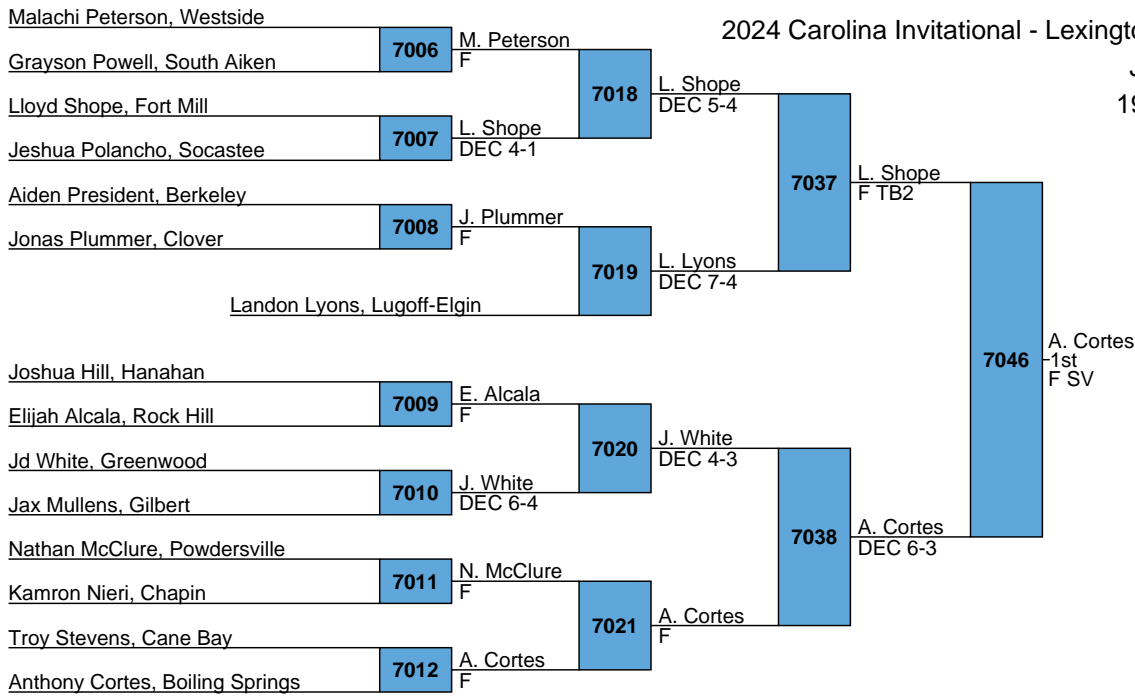 2024 Carolina Invitational - Lexingto
19
Malachi Peterson, Westside
7006
M. Peterson
F
Grayson Powell, South Aiken
7018
L. Shope
DEC 5-4
Lloyd Shope, Fort Mill
7007
L. Shope
DEC 4-1
Jeshua Polancho, Socastee
7037
L. Shope
F TB2
Aiden President, Berkeley
7008
J. Plummer
F
Jonas Plummer, Clover
7019
L. Lyons
DEC 7-4
Landon Lyons, Lugoff-Elgin
7046
A. Cortes
1st
F SV
Joshua Hill, Hanahan
7009
E. Alcala
F
Elijah Alcala, Rock Hill
7020
J. White
DEC 4-3
Jd White, Greenwood
7010
J. White
DEC 6-4
Jax Mullens, Gilbert
7038
A. Cortes
DEC 6-3
Nathan McClure, Powdersville
7011
N. McClure
F
Kamron Nieri, Chapin
7021
A. Cortes
F
Troy Stevens, Cane Bay
7012
A. Cortes
F
Anthony Cortes, Boiling Springs